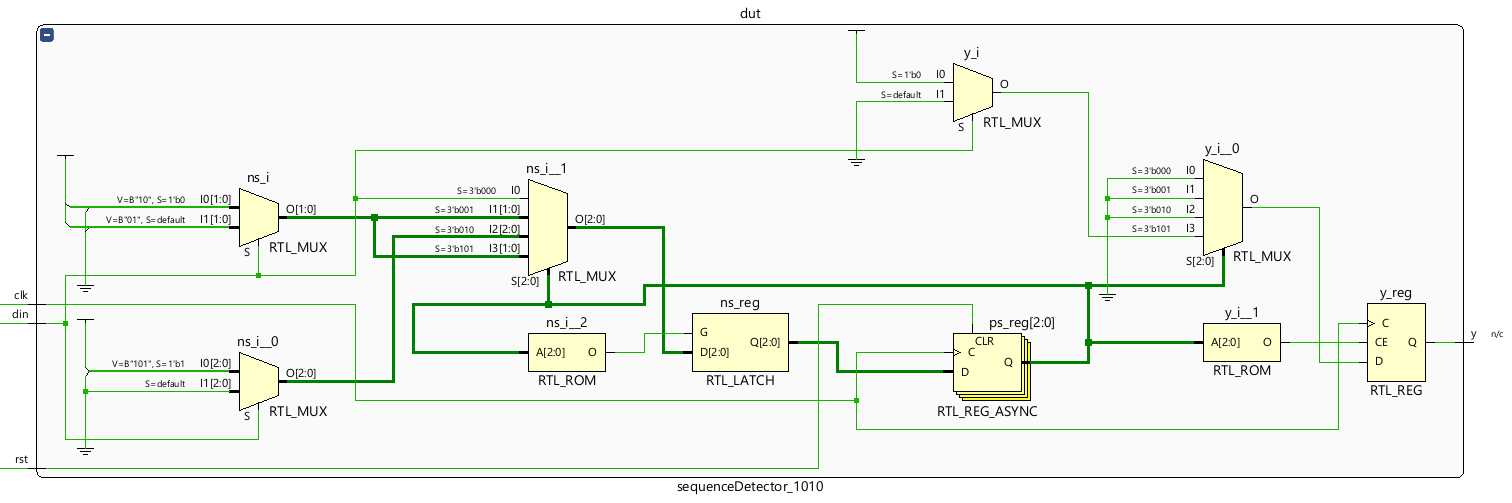 dut
y_i
S=1'b0 I0
S=default I1
O
S
RTL_MUX
ns_i
V=B"10", S=1'b0 I0[1:0]
V=B"01", S=default I1[1:0]
O[1:0]
S
RTL_MUX
ns_i__1
S=3'b000 I0
S=3'b001 I1[1:0]
S=3'b010 I2[2:0]
S=3'b101 I3[1:0]
O[2:0]
S[2:0]
RTL_MUX
y_i__0
S=3'b000 I0
S=3'b001 I1
S=3'b010 I2
S=3'b101 I3
O
S[2:0]
RTL_MUX
clk
din
rst
ns_i__0
V=B"101", S=1'b1 I0[2:0]
S=default I1[2:0]
O[2:0]
S
RTL_MUX
ns_i__2
A[2:0] O
RTL_ROM
ns_reg
G
D[2:0]
Q[2:0]
RTL_LATCH
ps_reg[2:0]
CLR
C
D
Q
RTL_REG_ASYNC
y_i__1
A[2:0] O
RTL_ROM
y_reg
C
CE Q
D
RTL_REG
y n/c
sequenceDetector_1010